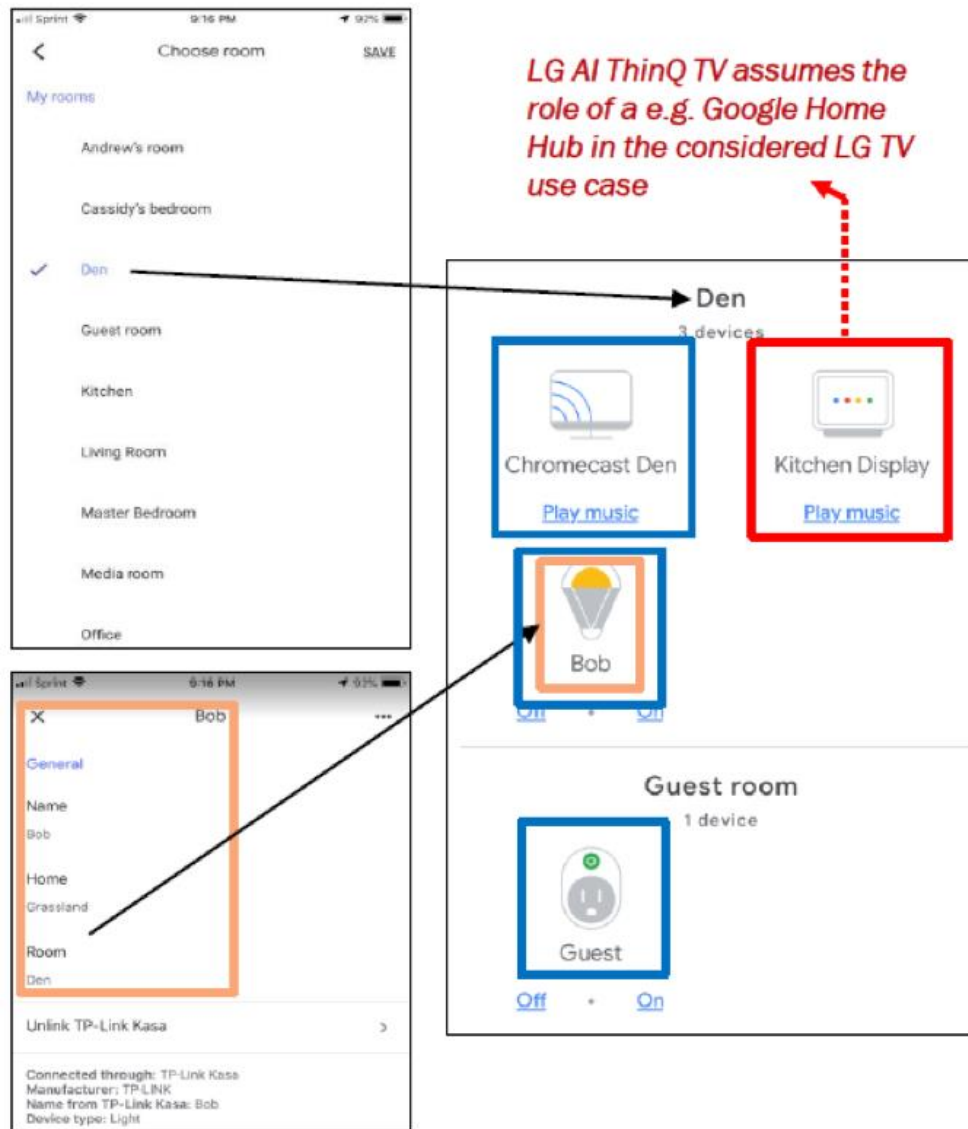 Sprint 9:16 PM 92%
Choose room SAVE
My rooms
Andrew's room
Cassidy's bedroom
Den
Guest room
Kitchen
Living Room
Master Bedroom
Media room
Office
LG AI ThinQ TV assumes the
role of a e.g. Google Home
Hub in the considered LG TV
use case
Den
3 devices
Chromecast Den
Play music
Kitchen Display
Play music
Bob
Off • On
Guest room
1 device
Guest
Off • On
Sprint 9:16 PM 93%
X Bob ...
General
Name
Bob
Home
Grassland
Room
Den
Unlink TP-Link Kasa >
Connected through: TP-Link Kasa
Manufacturer: TP-LINK
Name from TP-Link Kasa: Bob
Device type: Light